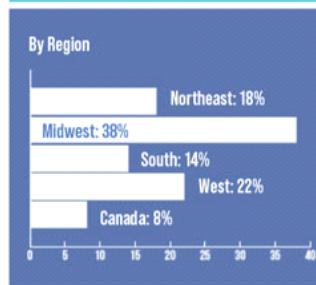 By Region
Northeast: 18%
Midwest: 38%
South: 14%
West: 22%
Canada: 8%
0 5 10 15 20 25 30 35 40